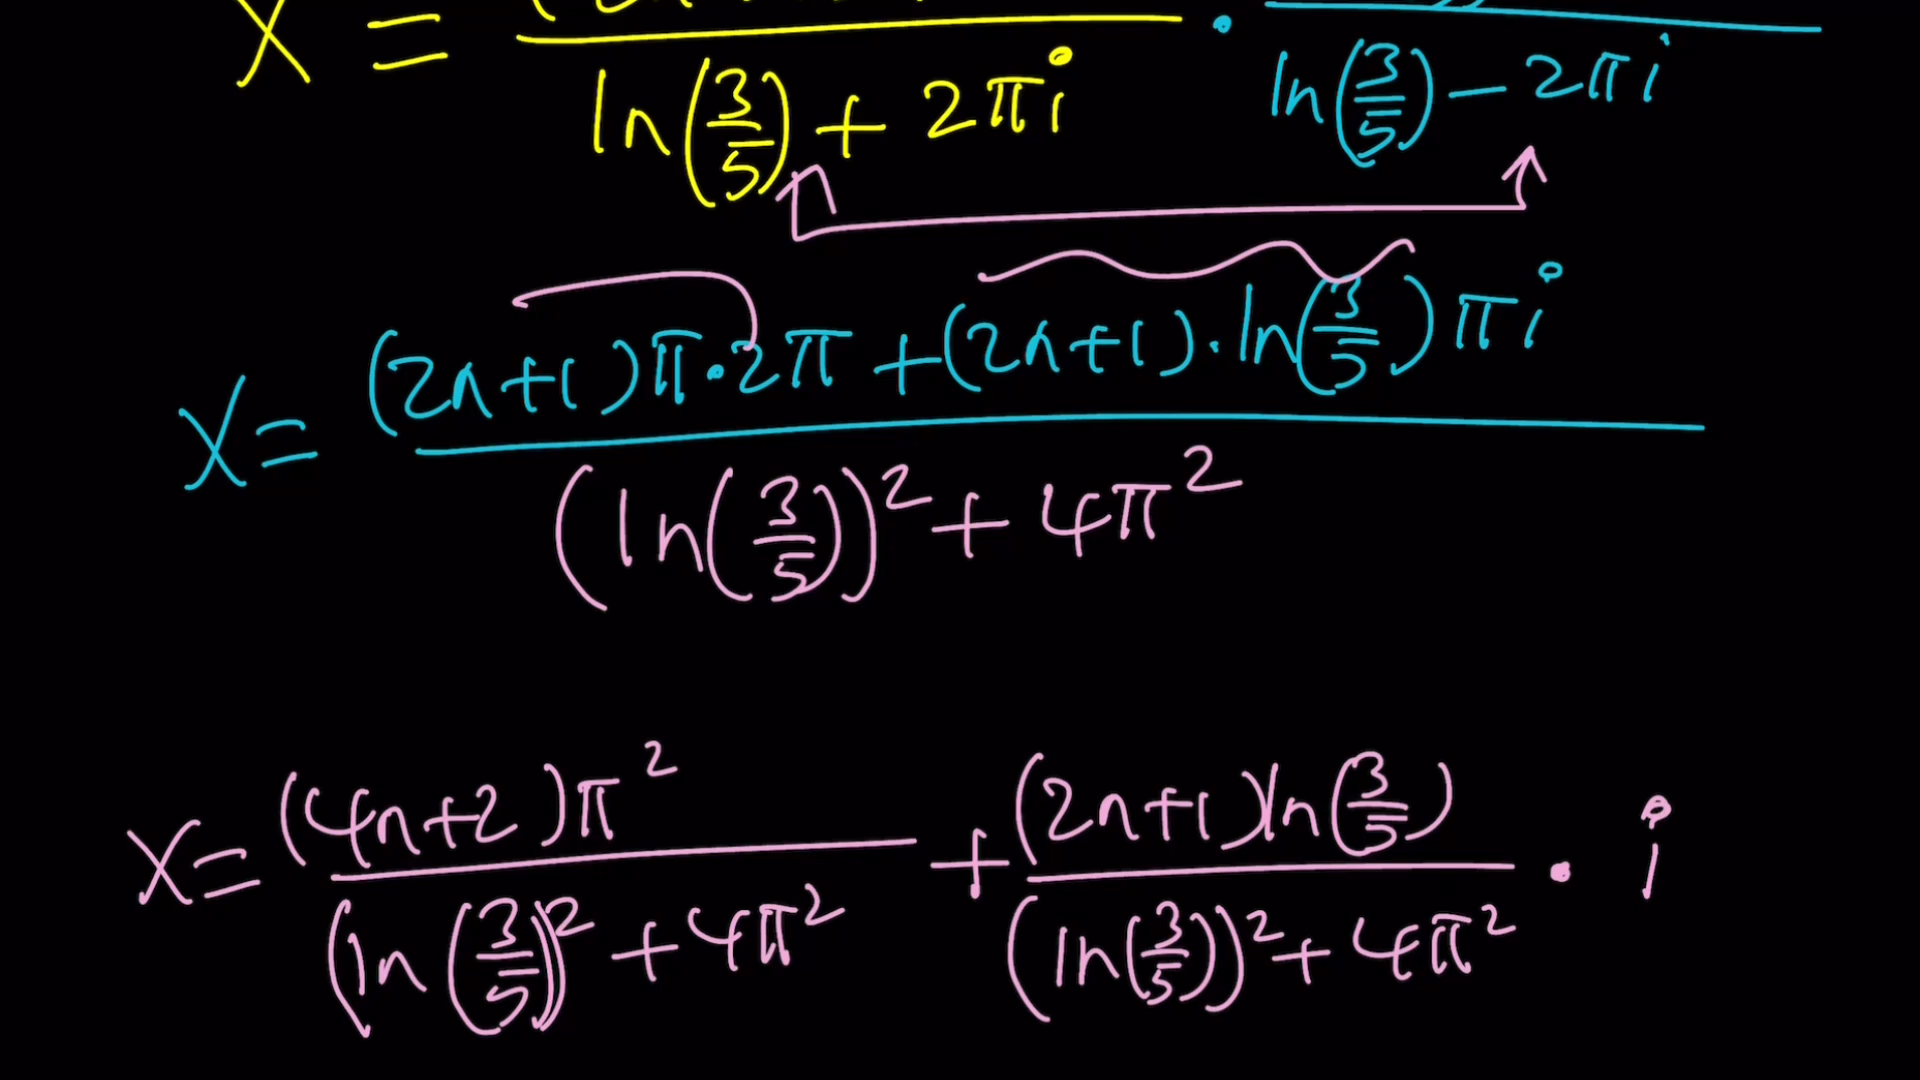 X = ln(3/5) + 2πi · ln(3/5) - 2πi
X = ((2n+1)π·2π + (2n+1)·ln(3/5)πi) / ((ln(3/5))² + 4π²)
X = (4n+2)π² / ((ln(3/5))² + 4π²) + (2n+1)ln(3/5) / ((ln(3/5))² + 4π²) · i